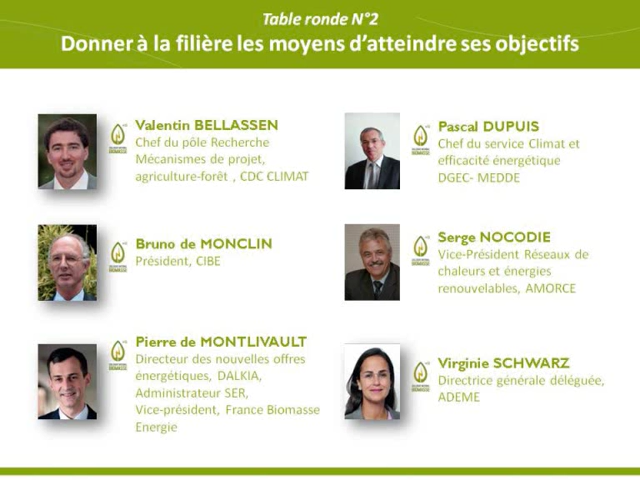 Table ronde N°2
Donner à la filière les moyens d'atteindre ses objectifs
Valentin BELLASSEN
Chef du pôle Recherche
Mécanismes de projet,
agriculture-forêt , CDC CLIMAT
Bruno de MONCLIN
Président, CIBE
Pierre de MONTLIVAULT
Directeur des nouvelles offres
énergétiques, DALKIA,
Administrateur SER,
Vice-président, France Biomasse
Energie
Pascal DUPUIS
Chef du service Climat et
efficacité énergétique
DGEC- MEDDE
Serge NOCODIE
Vice-Président Réseaux de
chaleurs et énergies
renouvelables, AMORCE
Virginie SCHWARZ
Directrice générale déléguée,
ADEME